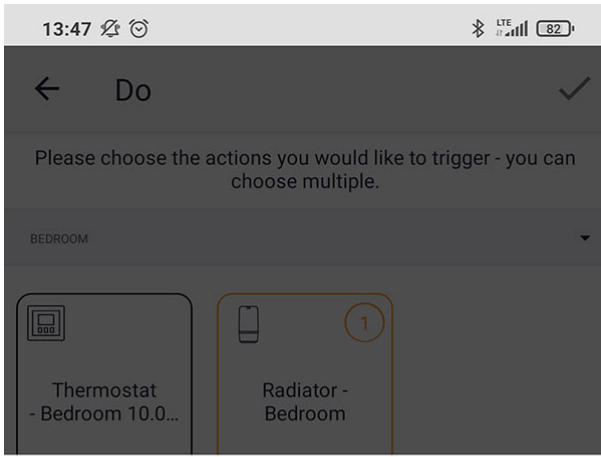 13:47 LTE 82
Do
Please choose the actions you would like to trigger - you can
choose multiple.
BEDROOM
1
Thermostat
- Bedroom 10.0...
Radiator -
Bedroom